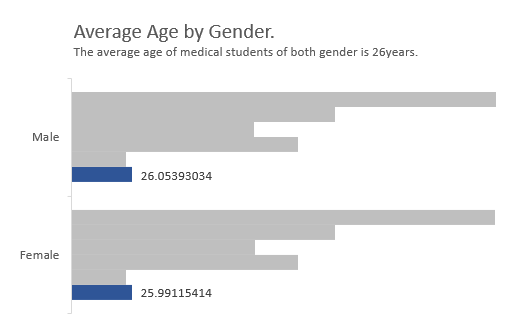 Average Age by Gender.
The average age of medical students of both gender is 26years.
Male
26.05393034
Female
25.99115414